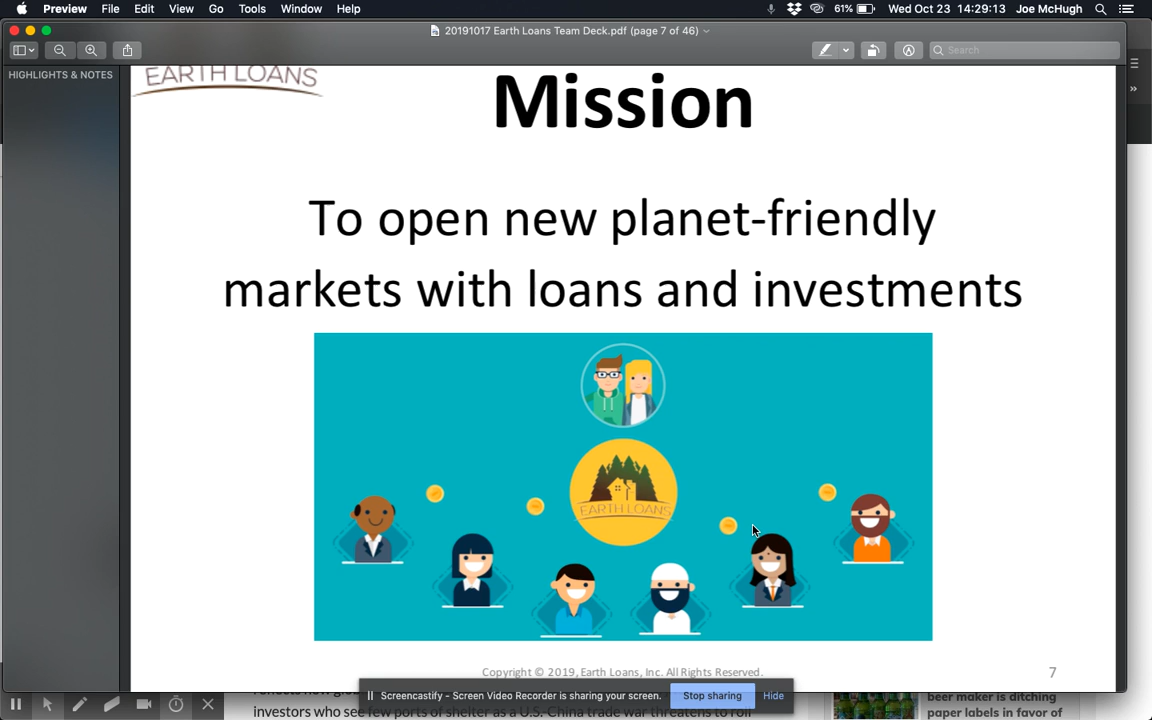 Preview File Edit View Go Tools Window Help 61% Wed Oct 23 14:29:13 Joe McHugh
20191017 Earth Loans Team Deck.pdf (page 7 of 46)
Search
HIGHLIGHTS & NOTES
EARTH LOANS
Mission
To open new planet-friendly
markets with loans and investments
EARTH LOANS
Copyright © 2019, Earth Loans, Inc. All Rights Reserved.
7
Screencastify - Screen Video Recorder is sharing your screen. Stop sharing Hide
investors who see few ports of shelter as a U.S. China trade war threatens to roil
beer maker is ditching
paper labels in favor of